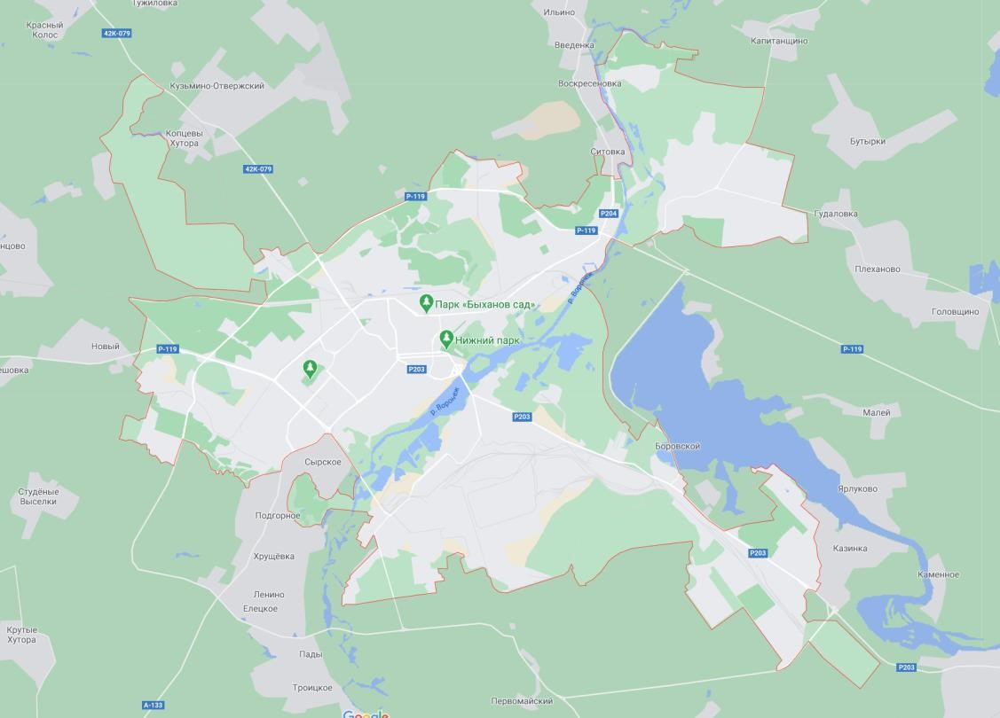 Тужиловка
Ильино
Красный
Колос
42К-079
Введенка
Капитанщино
Кузьмино-Отвержский
Воскресеновка
Копцевы
Хутора
Бутырки
Ситовка
42К-079
Р-119
Р204
Гудаловка
Р-119
нцово
Плеханово
р. Воронеж
Парк «Быханов сад»
Головщино
Нижний парк
Новый
Р-119
Р-119
ешовка
Р203
р. Воронеж
Р203
Малей
Боровской
Сырское
Студёные
Выселки
Ярлуково
Подгорное
Хрущёвка
Р203
Казинка
Каменное
Ленино
Елецкое
Крутые
Хутора
Пады
Р203
Троицкое
Первомайский
А-133
Google